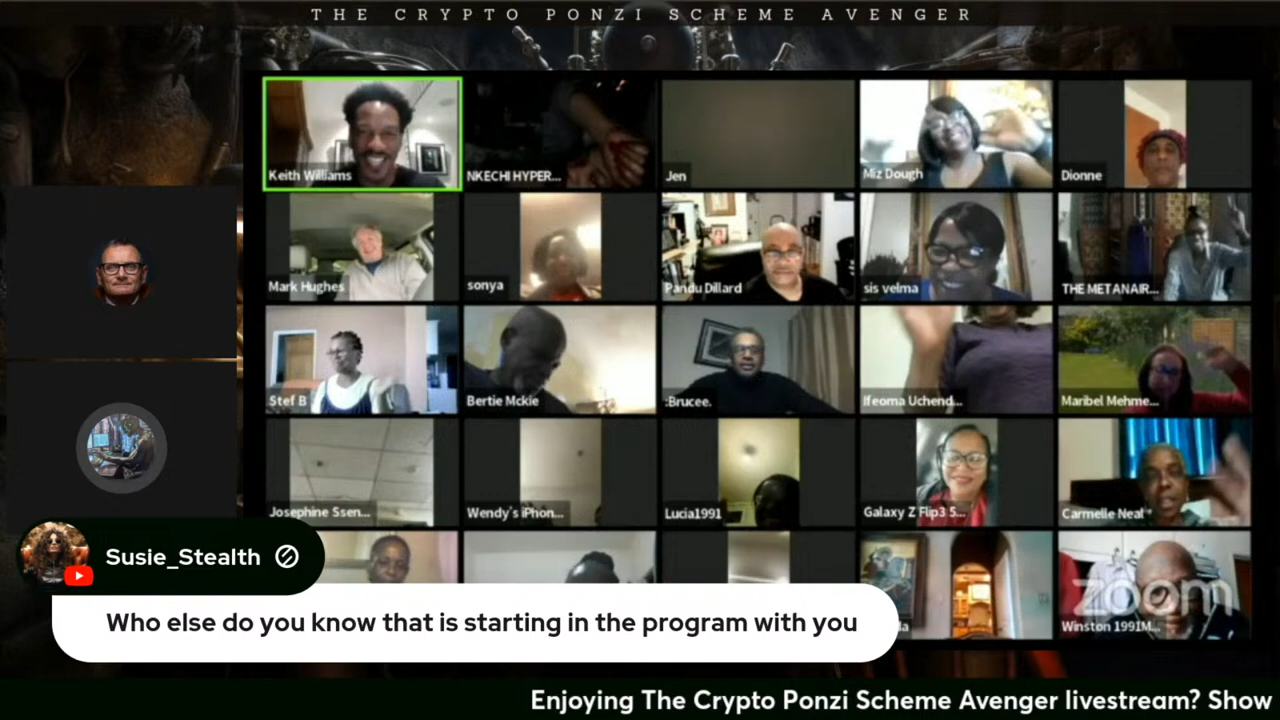 THE CRYPTO PONZI SCHEME AVENGER
Keith Williams
NKECHI HYPER...
Jen
Miz Dough
Dionne
Mark Hughes
sonya
Pandu Dillard
sis velma
THE METANAIR...
Stef B
Bertie Mckie
:Brucee.
Ifeoma Uchend...
Maribel Mehme...
Josephine Ssen...
Wendy's iPhon...
Lucia1991
Galaxy Z Flip3 5...
Carmelle Neal
zoom
Winston 1991M...
Susie_Stealth
Who else do you know that is starting in the program with you
Enjoying The Crypto Ponzi Scheme Avenger livestream? Show